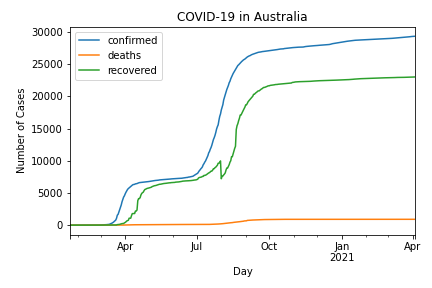 COVID-19 in Australia
confirmed
deaths
recovered
Number of Cases
30000
25000
20000
15000
10000
5000
0
Apr
Jul
Oct
Jan
2021
Apr
Day